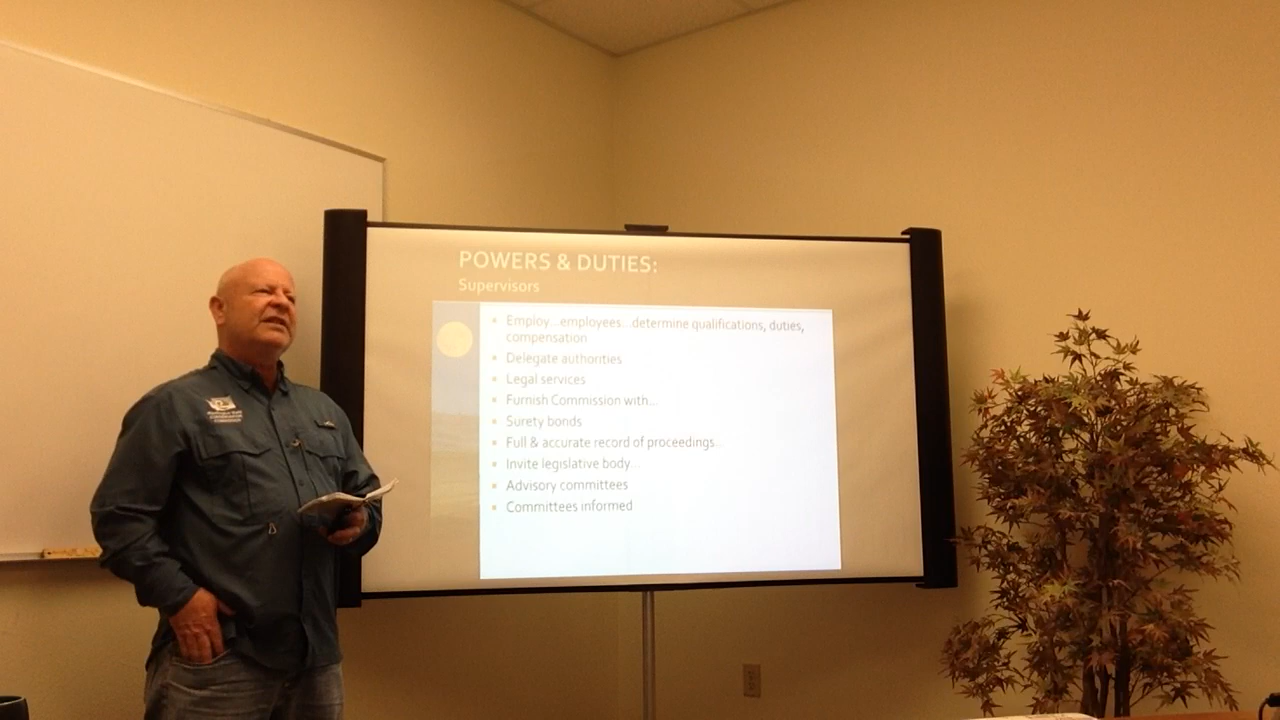 POWERS & DUTIES:
Supervisors
Employ...employees...determine qualifications, duties,
compensation
Delegate authorities
Legal services
Furnish Commission with...
Surety bonds
Full & accurate record of proceedings...
Invite legislative body...
Advisory committees
Committees informed